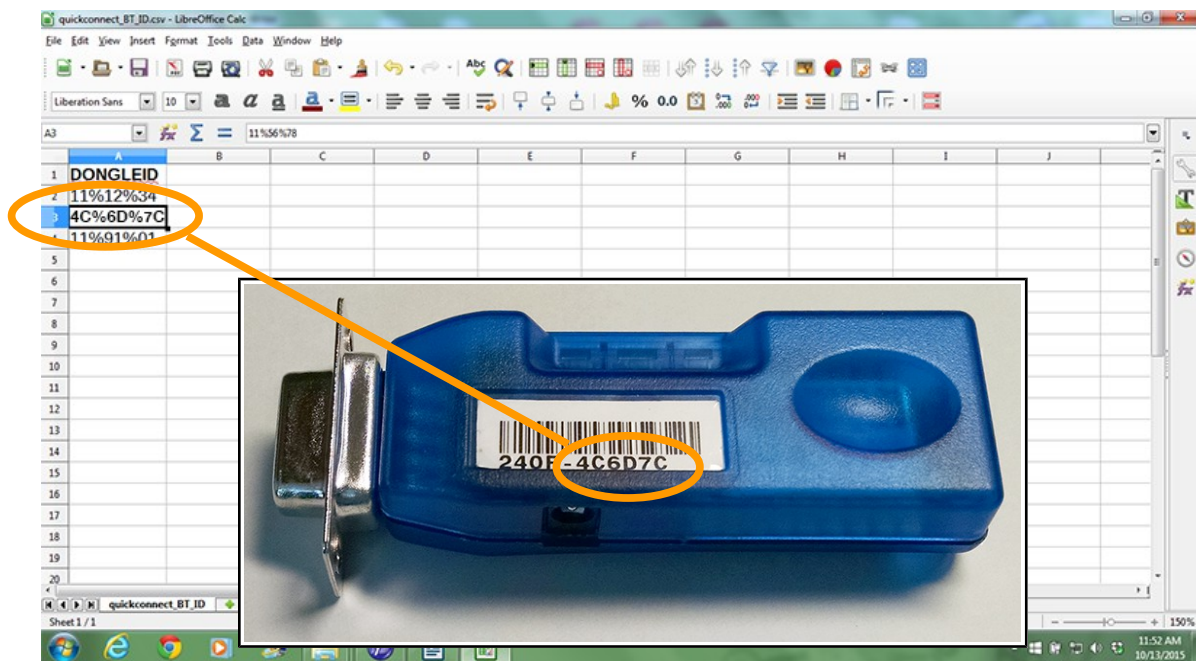 quickconnect_BT_ID.csv - LibreOffice Calc
File Edit View Insert Format Tools Data Window Help
Liberation Sans 10
A3 11%56%78
A B C D E F G H I J
1 DONGLEID
2 11%12%34
3 4C%6D%7C
11%91%01
5
6
7
8
9
10
11
12
13
14
15
16
17
18
19
20
-4C6D7C
quickconnect_BT_ID
Sheet 1 / 1 150%
11:52 AM
10/13/2015